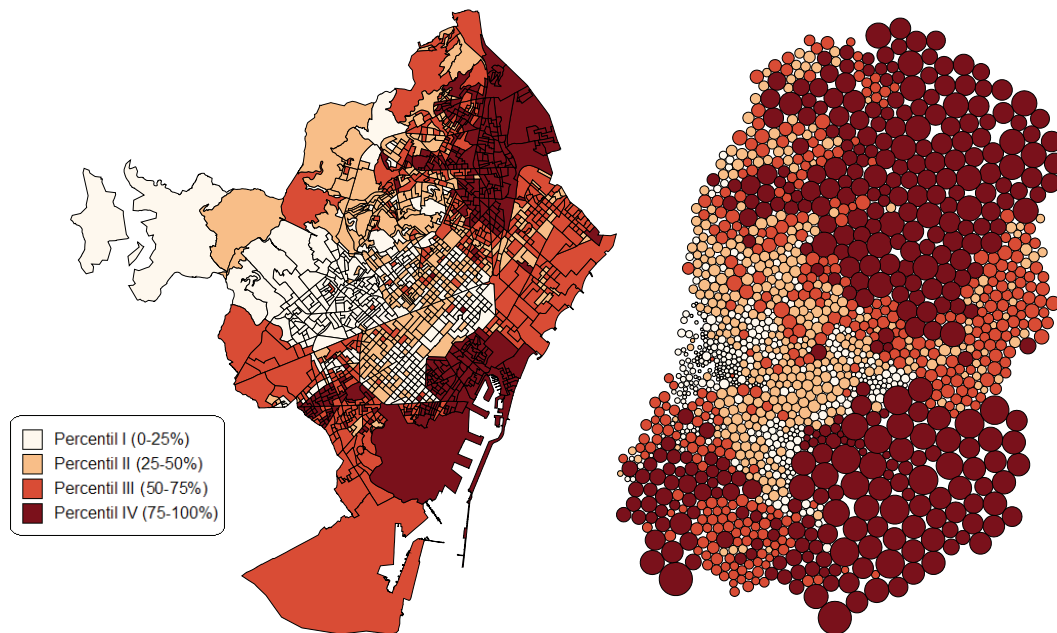 Percentil I (0-25%)
Percentil II (25-50%)
Percentil III (50-75%)
Percentil IV (75-100%)